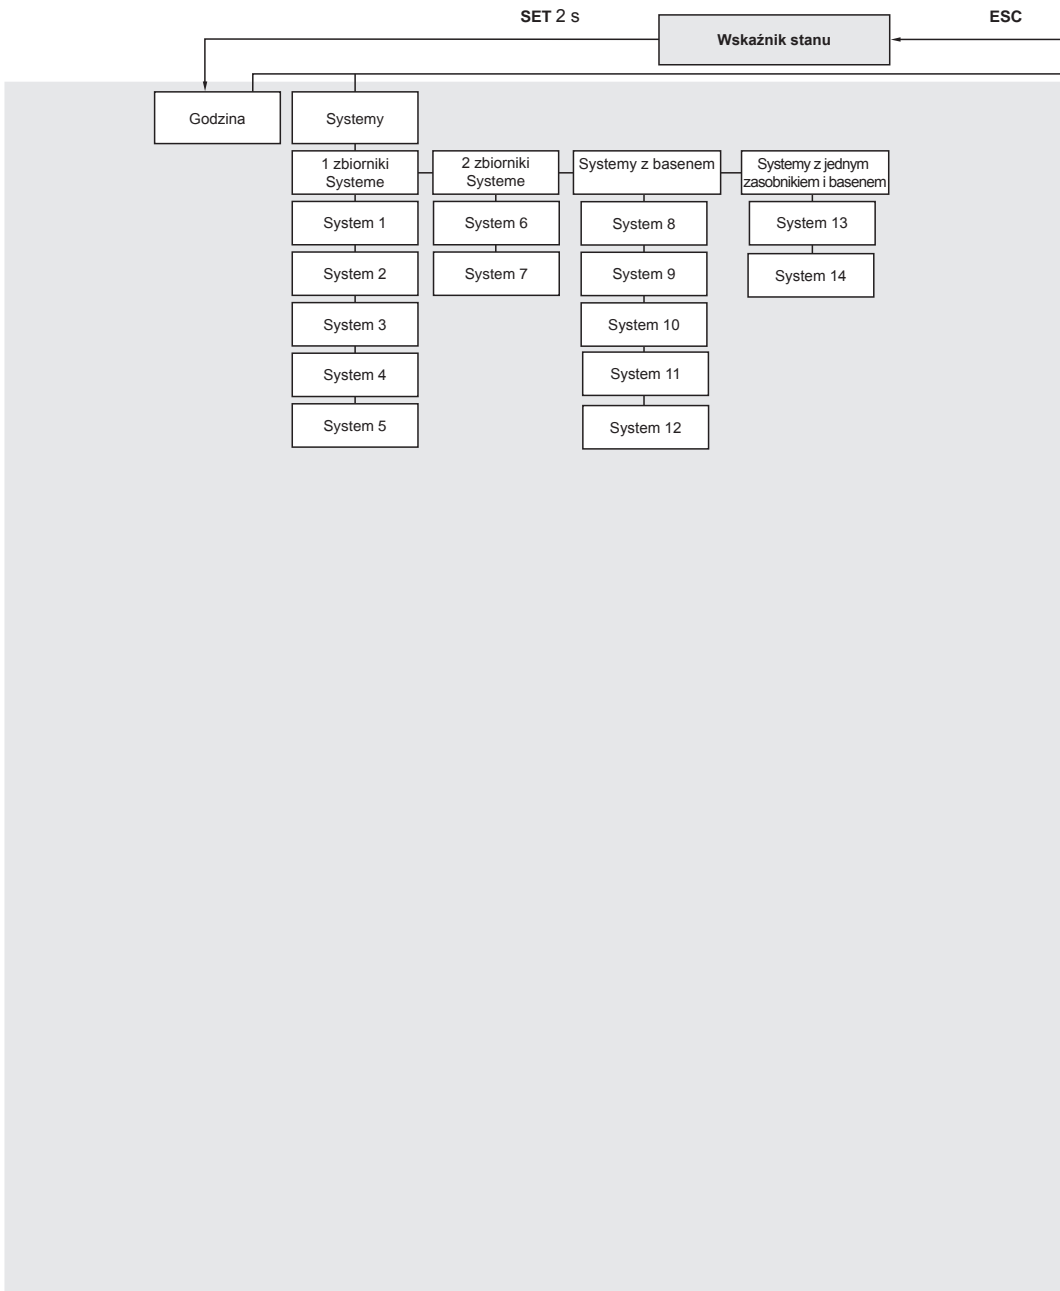 SET 2 s
ESC
Wskaźnik stanu
Godzina
Systemy
1 zbiorniki
Systeme
2 zbiorniki
Systeme
Systemy z basenem
Systemy z jednym
zasobnikiem i basenem
System 1
System 6
System 8
System 13
System 2
System 7
System 9
System 14
System 3
System 10
System 4
System 11
System 5
System 12